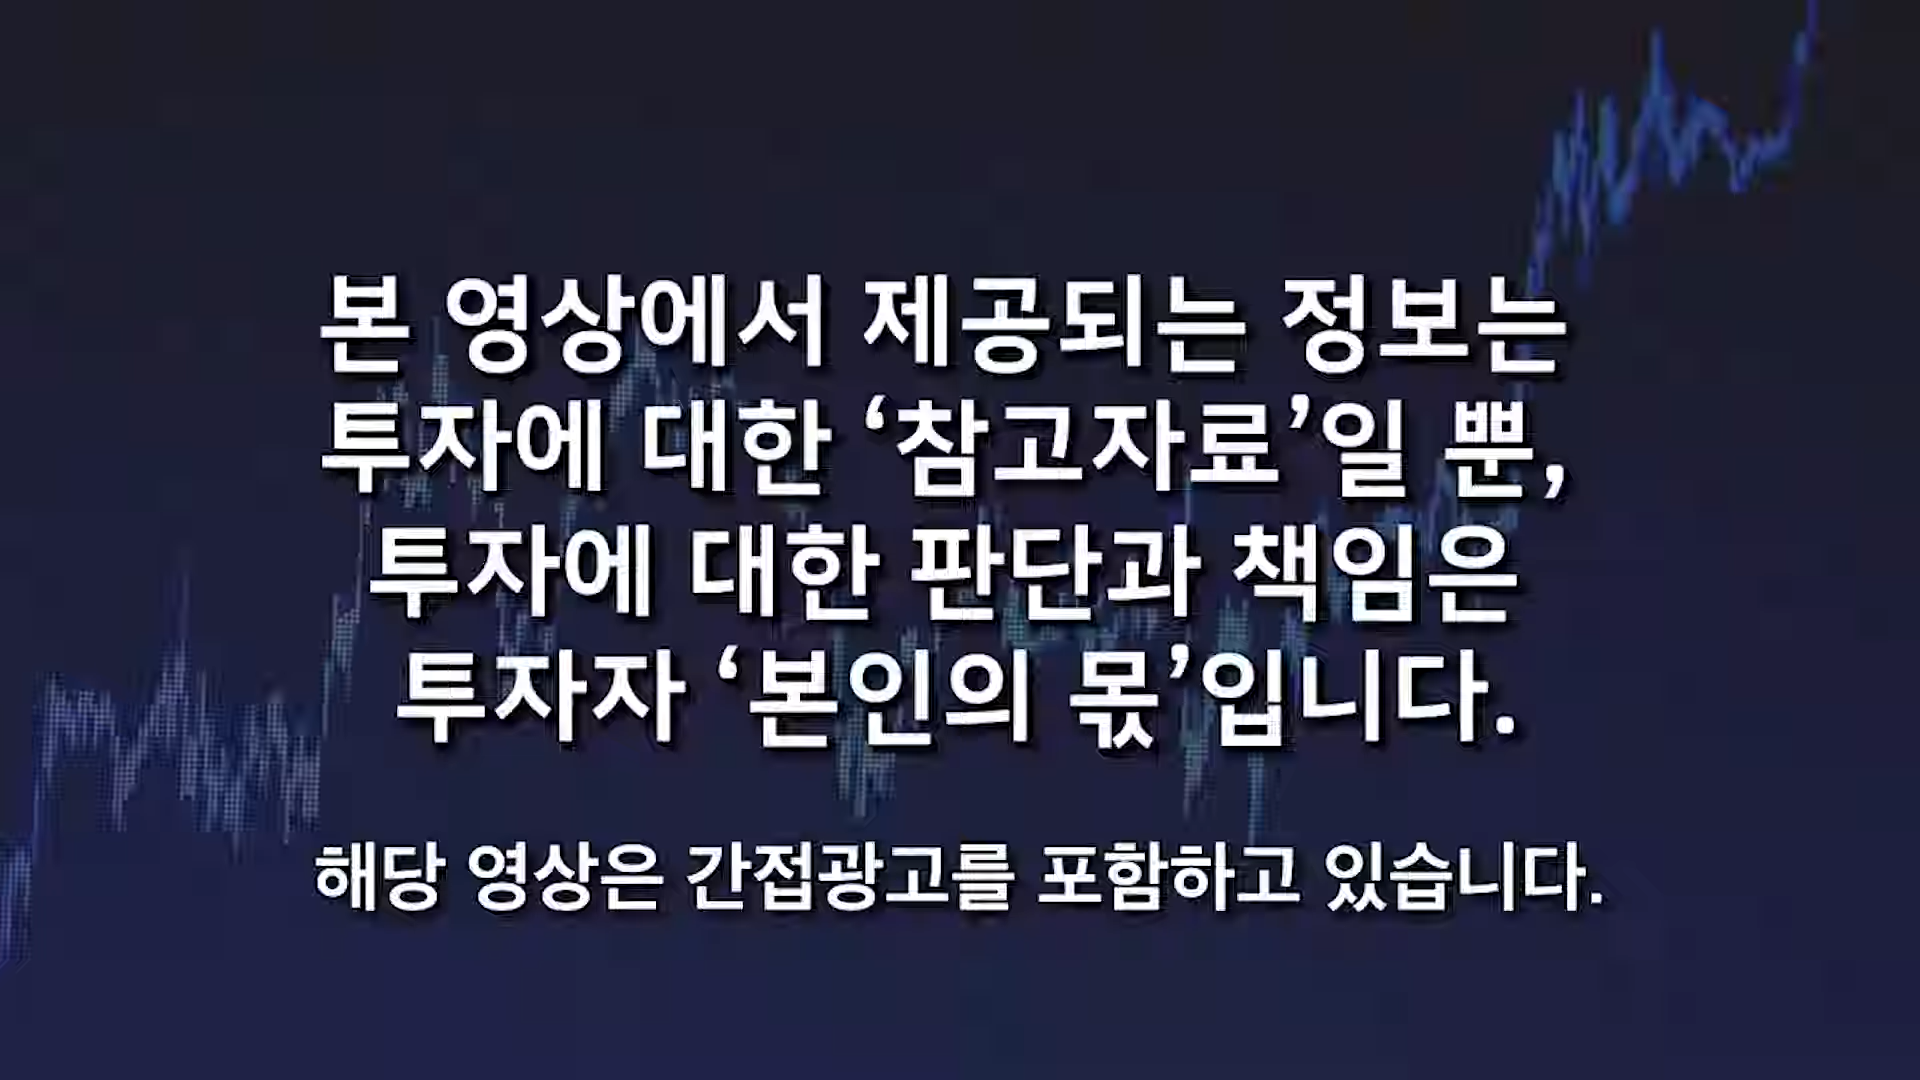 본 영상에서 제공되는 정보는
투자에 대한 ‘참고자료’일 뿐,
투자에 대한 판단과 책임은
투자자 ‘본인의 몫’입니다.
해당 영상은 간접광고를 포함하고 있습니다.